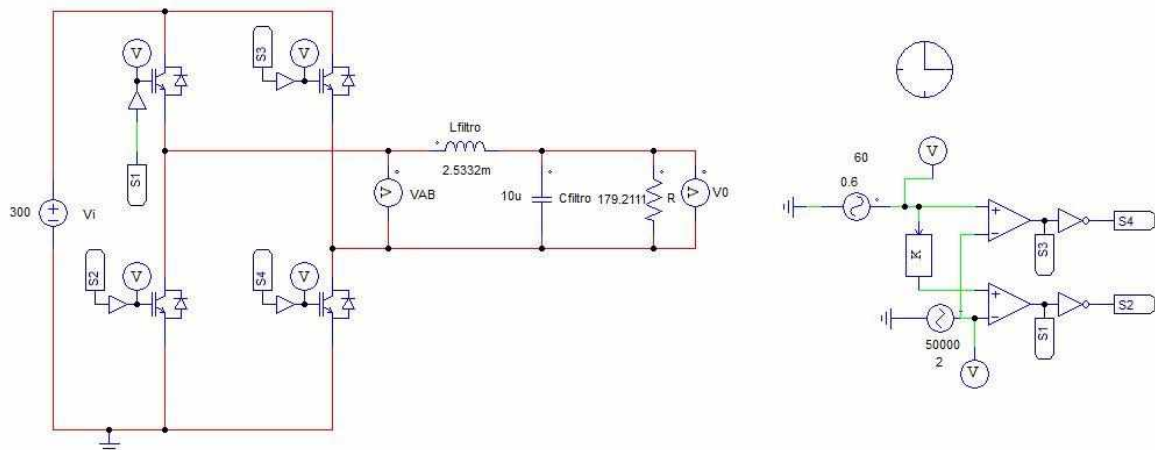 S3
V
V
S1
300
Vi
S2
V
S4
V
Lfiltro
2.5332m
VAB
V
10u
Cfiltro
179.2111
R
V
V0
60
0.6
V
K
50000
2
V
S3
S4
S1
S2